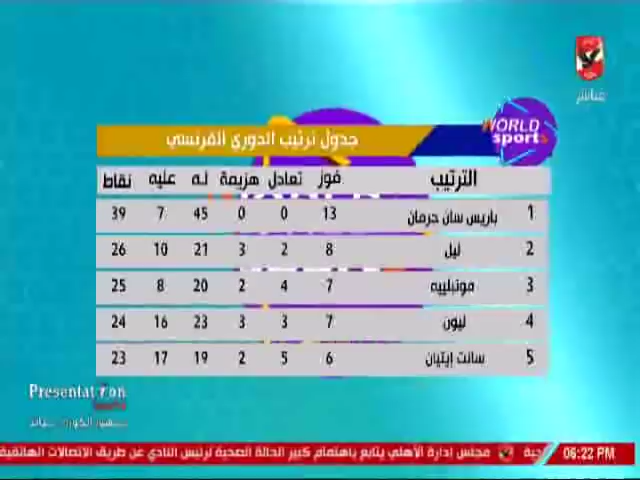 مباشر
WORLD
sports
جدول ترتيب الدوري الفرنسي
الترتيب فوز تعادل هزيمة له عليه نقاط
1 باريس سان جرمان 13 0 0 45 7 39
2 ليل 8 2 3 21 10 26
3 مونبلييه 7 4 2 20 8 25
4 ليون 7 3 3 23 16 24
5 سانت إيتيان 6 5 2 19 17 23
Presentation
مجلس إدارة الأهلي يتابع باهتمام كبير الحالة الصحية لرئيس النادي عن طريق الاتصالات الهاتفية
06:22 PM